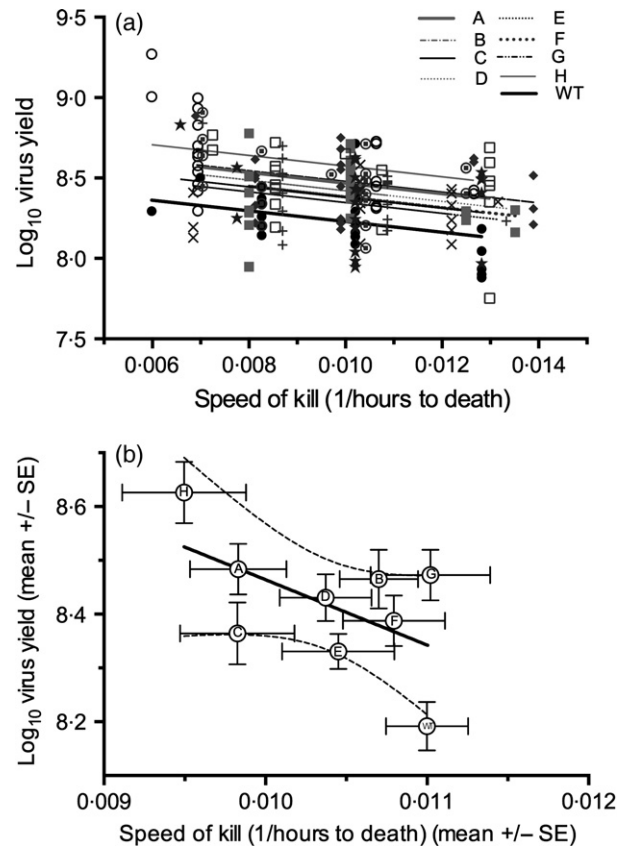 (a)
A
B
C
D
E
F
G
H
WT
Log10 virus yield
9·5
9·0
8·5
8·0
7·5
0·006
0·008
0·010
0·012
0·014
Speed of kill (1/hours to death)
(b)
Log10 virus yield (mean +/– SE)
8·6
8·4
8·2
H
A
B
G
D
F
C
E
WT
0·009
0·010
0·011
0·012
Speed of kill (1/hours to death) (mean +/– SE)